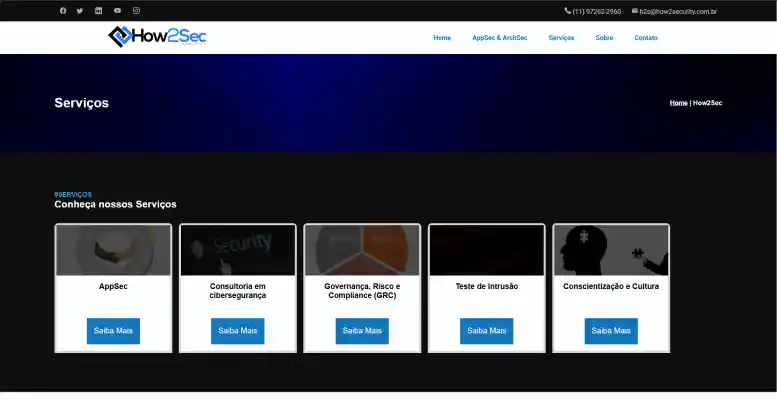 (11) 97262-2960 h2s@how2security.com.br
How2Sec
Home AppSec & ArchSec Serviços Sobre Contato
Serviços
Home | How2Sec
#SERVIÇOS
Conheça nossos Serviços
Security
AppSec
Consultoria em
cibersegurança
Governança, Risco e
Compliance (GRC)
Teste de Intrusão
Conscientização e Cultura
Saiba Mais
Saiba Mais
Saiba Mais
Saiba Mais
Saiba Mais